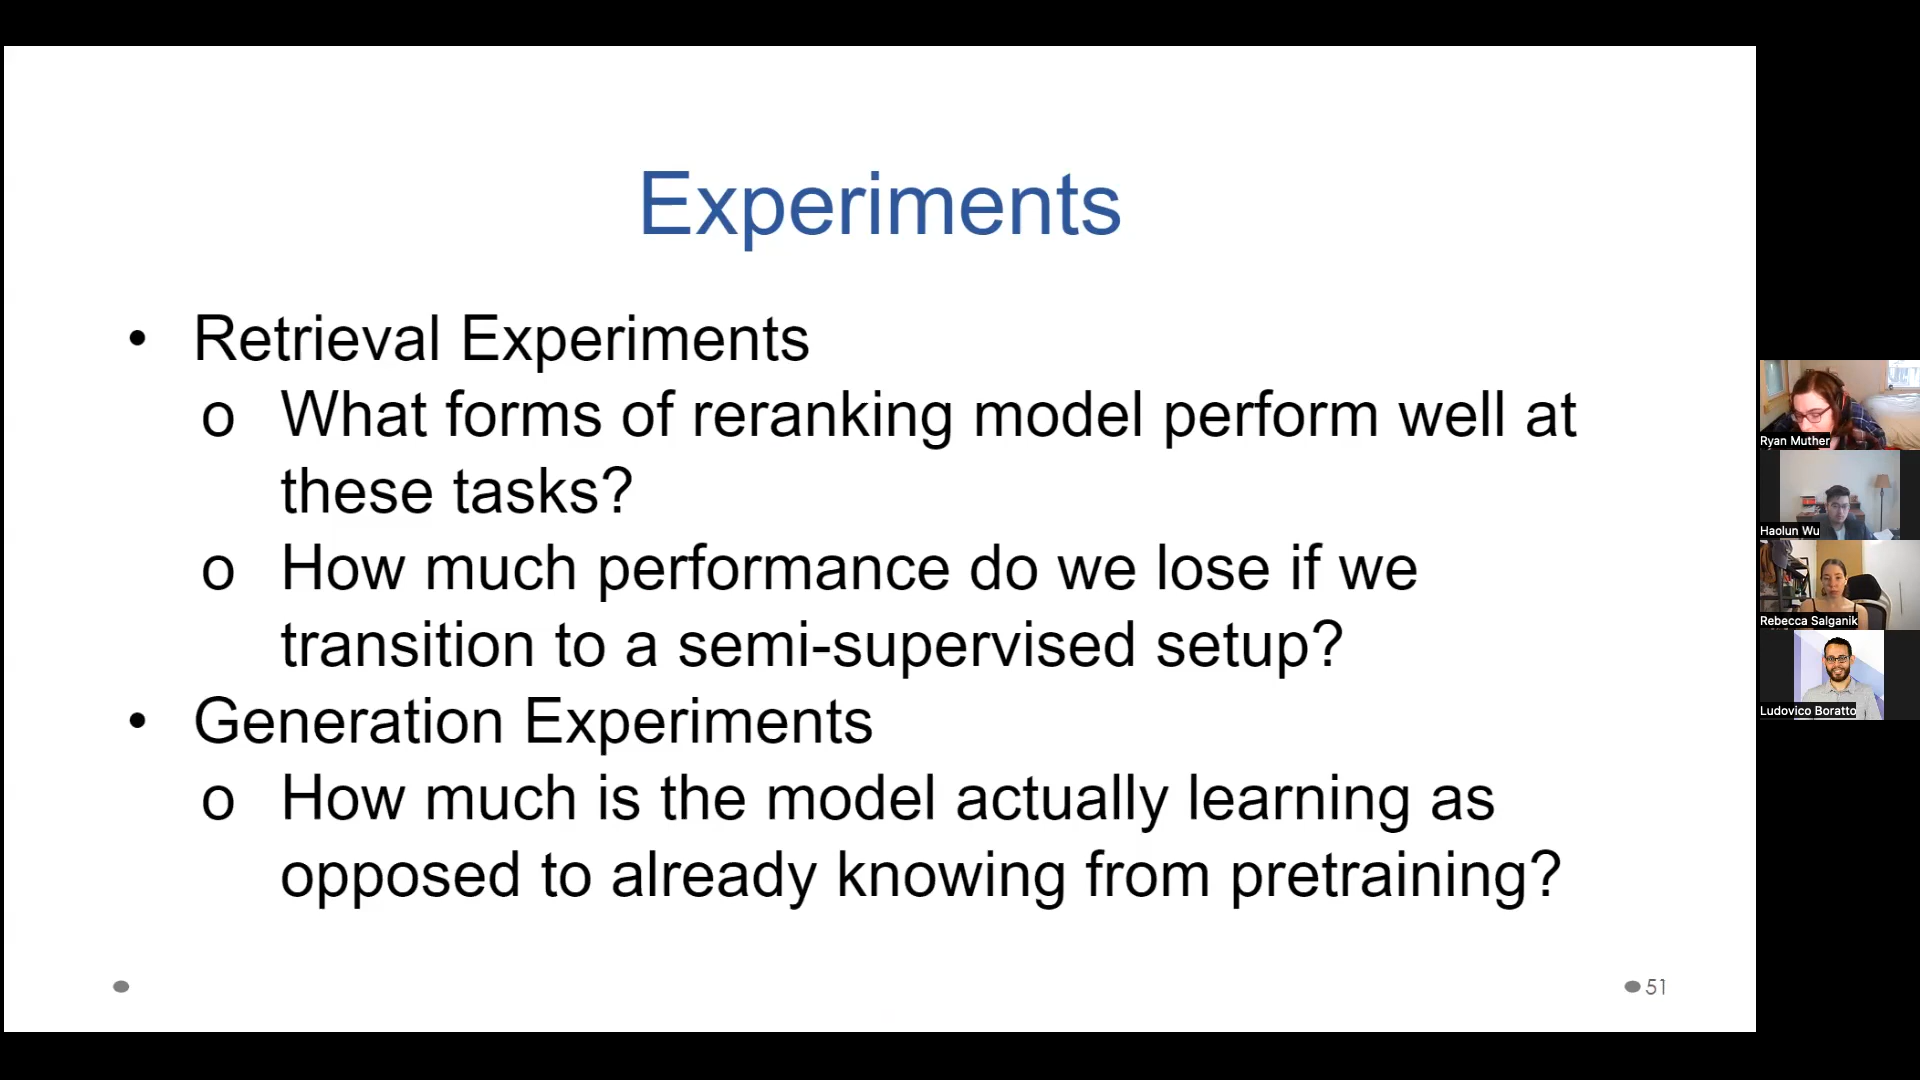 Experiments
• Retrieval Experiments
o What forms of reranking model perform well at
these tasks?
o How much performance do we lose if we
transition to a semi-supervised setup?
• Generation Experiments
o How much is the model actually learning as
opposed to already knowing from pretraining?
51
Ryan Muther
Haolun Wu
Rebecca Salganik
Ludovico Boratto